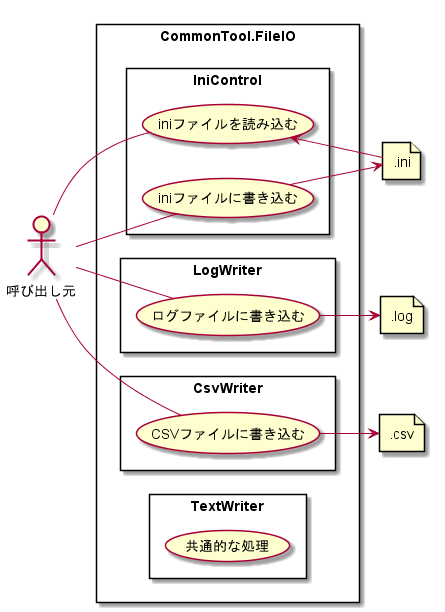 CommonTool.FileIO
IniControl
iniファイルを読み込む
.ini
iniファイルに書き込む
呼び出し元
LogWriter
ログファイルに書き込む
.log
CsvWriter
CSVファイルに書き込む
.csv
TextWriter
共通的な処理